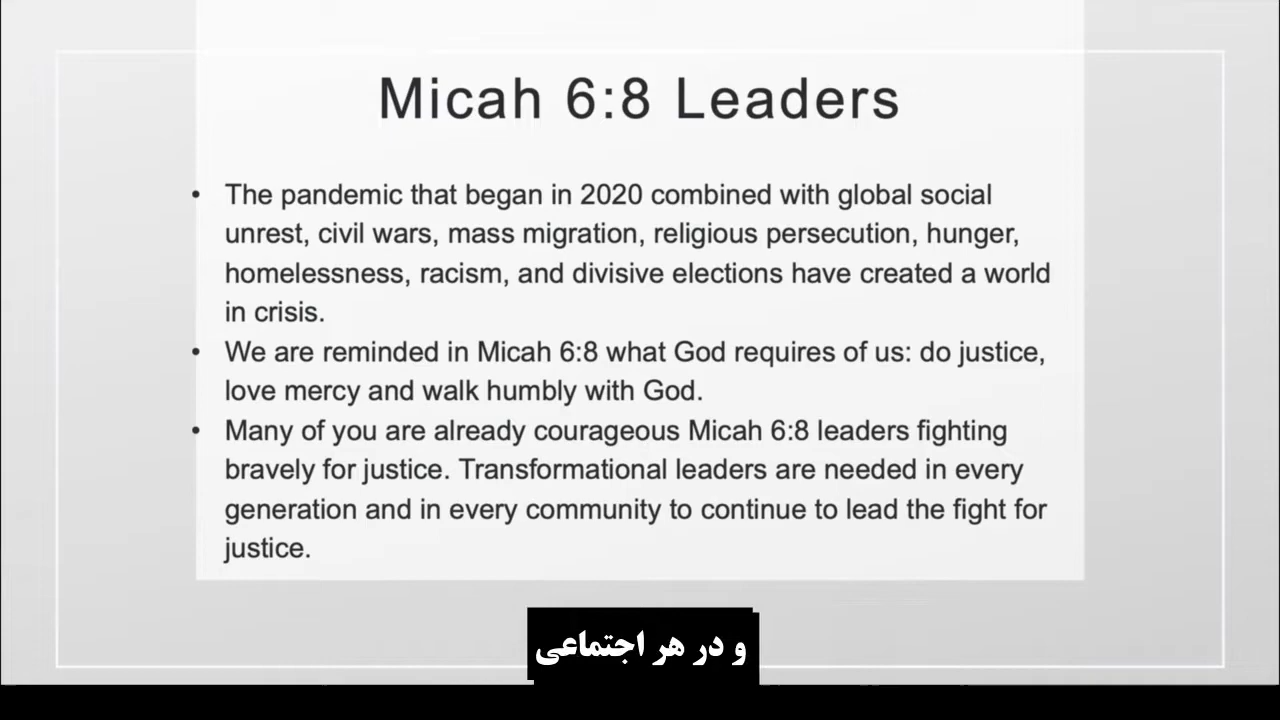 Micah 6:8 Leaders
• The pandemic that began in 2020 combined with global social
unrest, civil wars, mass migration, religious persecution, hunger,
homelessness, racism, and divisive elections have created a world
in crisis.
• We are reminded in Micah 6:8 what God requires of us: do justice,
love mercy and walk humbly with God.
• Many of you are already courageous Micah 6:8 leaders fighting
bravely for justice. Transformational leaders are needed in every
generation and in every community to continue to lead the fight for
justice.
و در هر اجتماعی